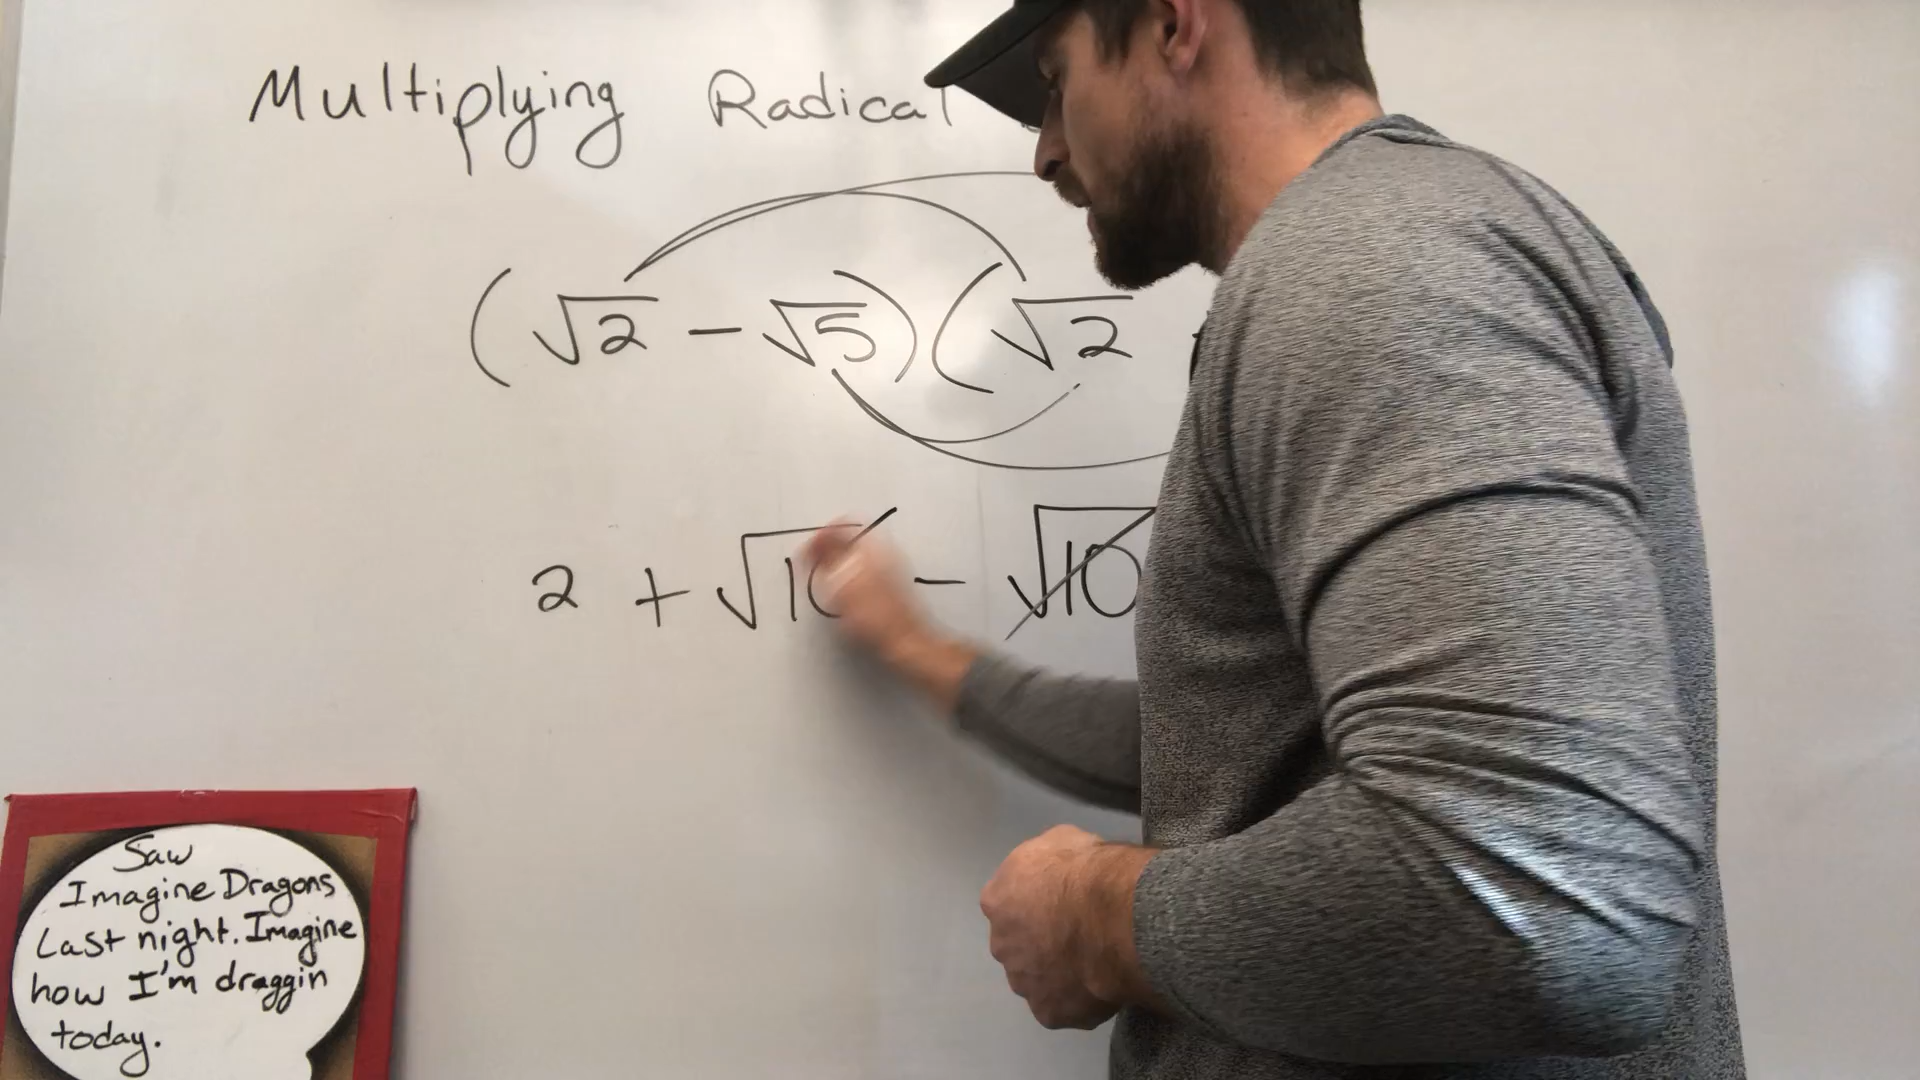 Multiplying Radical
(√2 - √5)(√2
2 + √10 - √10
Saw
Imagine Dragons
Last night. Imagine
how I'm draggin
today.